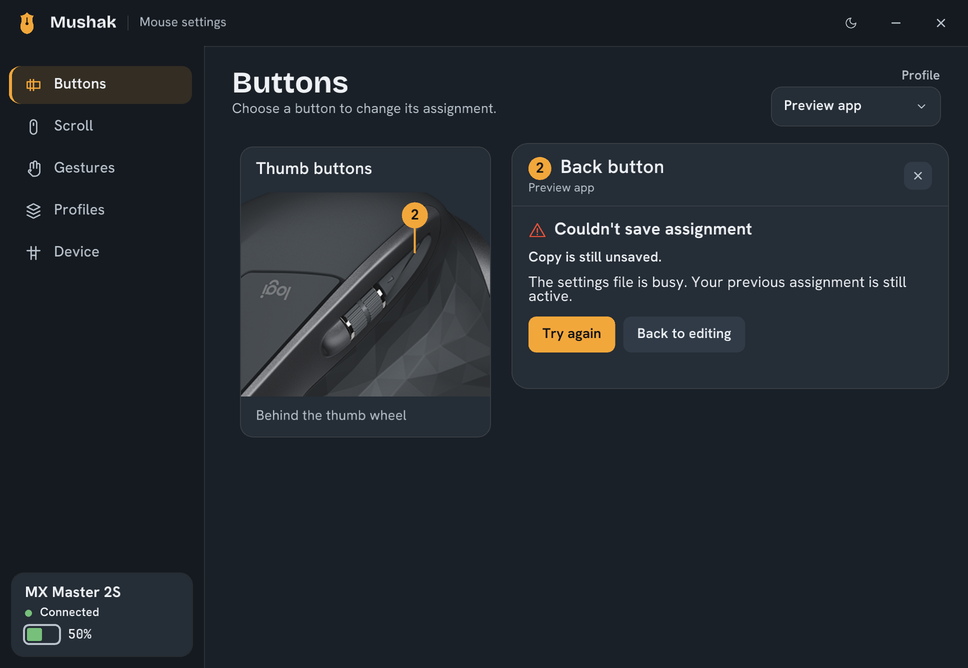 Mushak
Mouse settings
Buttons
Scroll
Gestures
Profiles
Device
MX Master 2S
Connected
50%
Buttons
Choose a button to change its assignment.
Profile
Preview app
Thumb buttons
2
logi
Behind the thumb wheel
2 Back button
Preview app
Couldn't save assignment
Copy is still unsaved.
The settings file is busy. Your previous assignment is still
active.
Try again
Back to editing